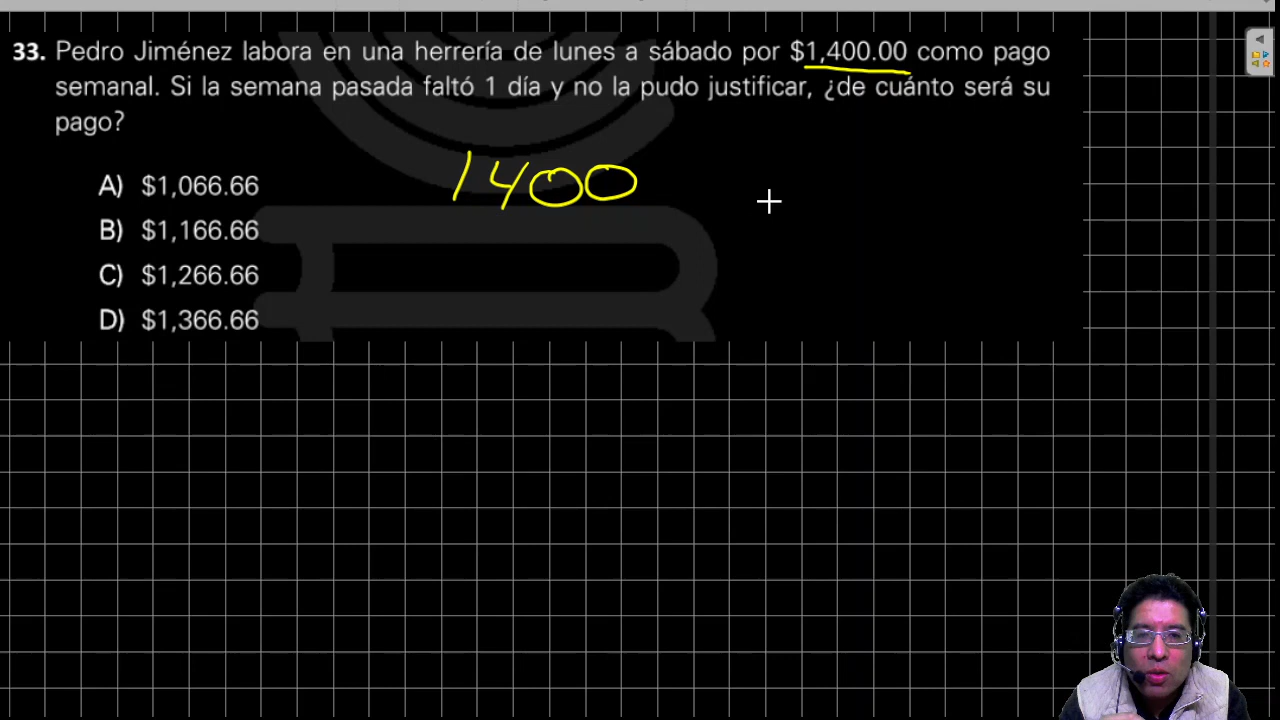 33. Pedro Jiménez labora en una herrería de lunes a sábado por $1,400.00 como pago
semanal. Si la semana pasada faltó 1 día y no la pudo justificar, ¿de cuánto será su
pago?
1400
A) $1,066.66
B) $1,166.66
C) $1,266.66
D) $1,366.66